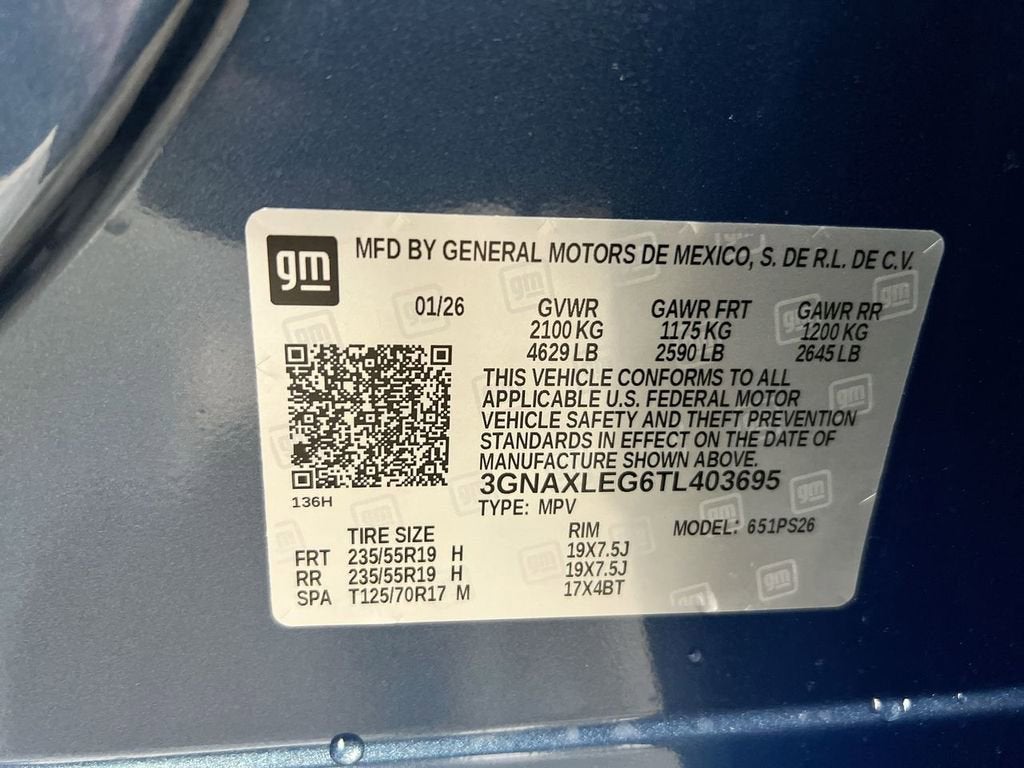 gm MFD BY GENERAL MOTORS DE MEXICO, S. DE R.L. DE C.V.
01/26 GVWR GAWR FRT GAWR RR
2100 KG 1175 KG 1200 KG
4629 LB 2590 LB 2645 LB
THIS VEHICLE CONFORMS TO ALL
APPLICABLE U.S. FEDERAL MOTOR
VEHICLE SAFETY AND THEFT PREVENTION
STANDARDS IN EFFECT ON THE DATE OF
MANUFACTURE SHOWN ABOVE.
3GNAXLEG6TL403695
136H
TYPE: MPV
TIRE SIZE RIM MODEL: 651PS26
FRT 235/55R19 H 19X7.5J
RR 235/55R19 H 19X7.5J
SPA T125/70R17 M 17X4BT